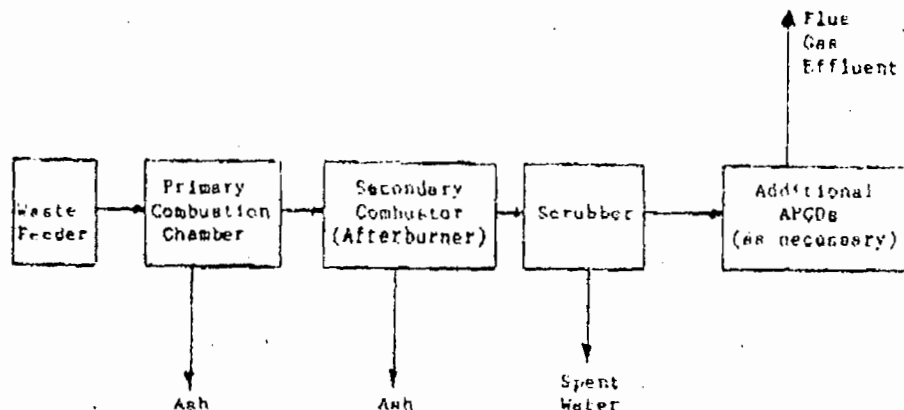 Flue
Gas
Effluent
Waste
Feeder
Primary
Combustion
Chamber
Secondary
Combustor
(Afterburner)
Scrubber
Additional
APCDs
(as necessary)
Ash
Ash
Spent
Water